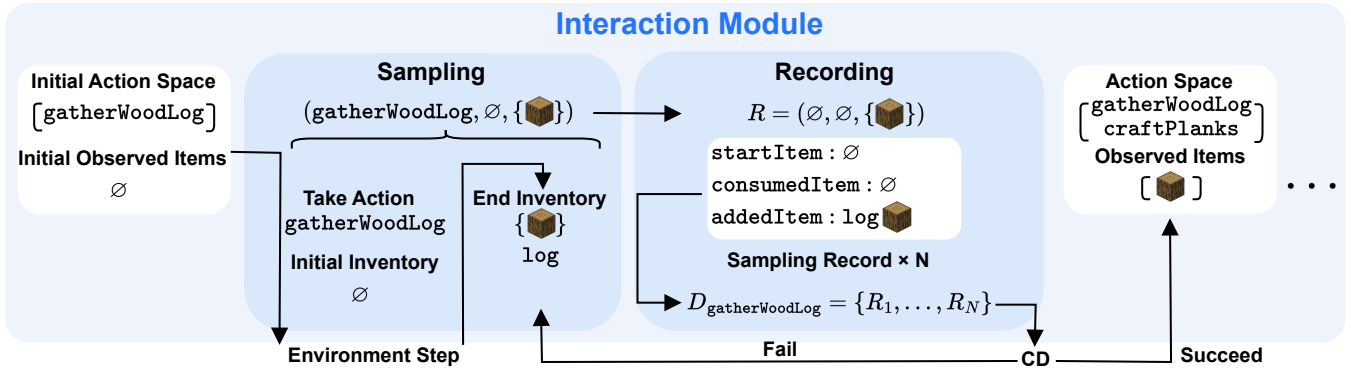 Interaction Module
Initial Action Space
[gatherWoodLog]
Initial Observed Items
∅
Sampling
(gatherWoodLog, ∅, { })
Take Action
gatherWoodLog
Initial Inventory
∅
End Inventory
{ }
log
Recording
R = (∅, ∅, { })
startItem : ∅
consumedItem : ∅
addedItem : log
Sampling Record × N
D_gatherWoodLog = {R_1, . . . , R_N}
Action Space
[gatherWoodLog
craftPlanks]
Observed Items
[ ]
· · ·
Environment Step
Fail
CD
Succeed